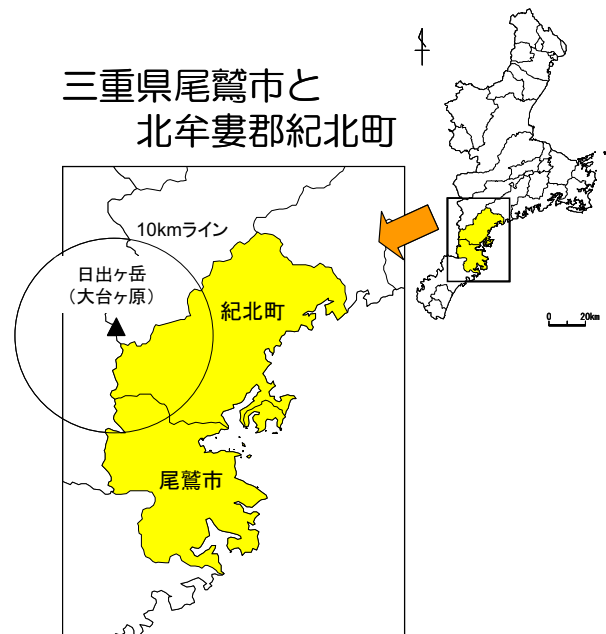 三重県尾鷲市と
北牟婁郡紀北町
10kmライン
日出ヶ岳
（大台ヶ原）
紀北町
尾鷲市
0 20km